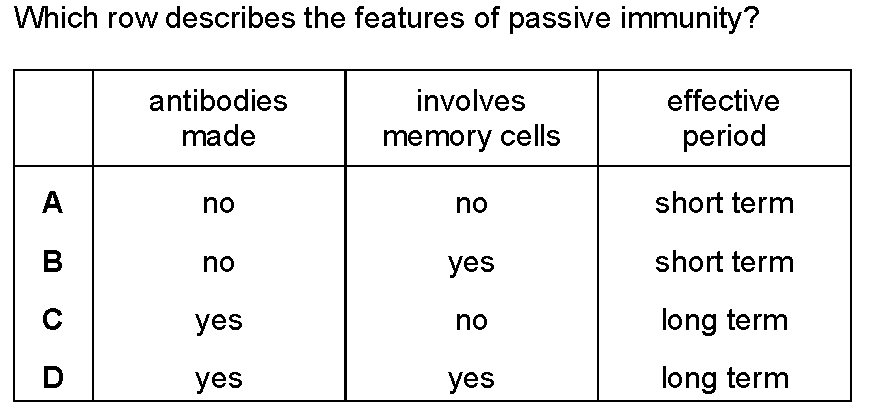 Which row describes the features of passive immunity?
antibodies made involves memory cells effective period
A no no short term
B no yes short term
C yes no long term
D yes yes long term